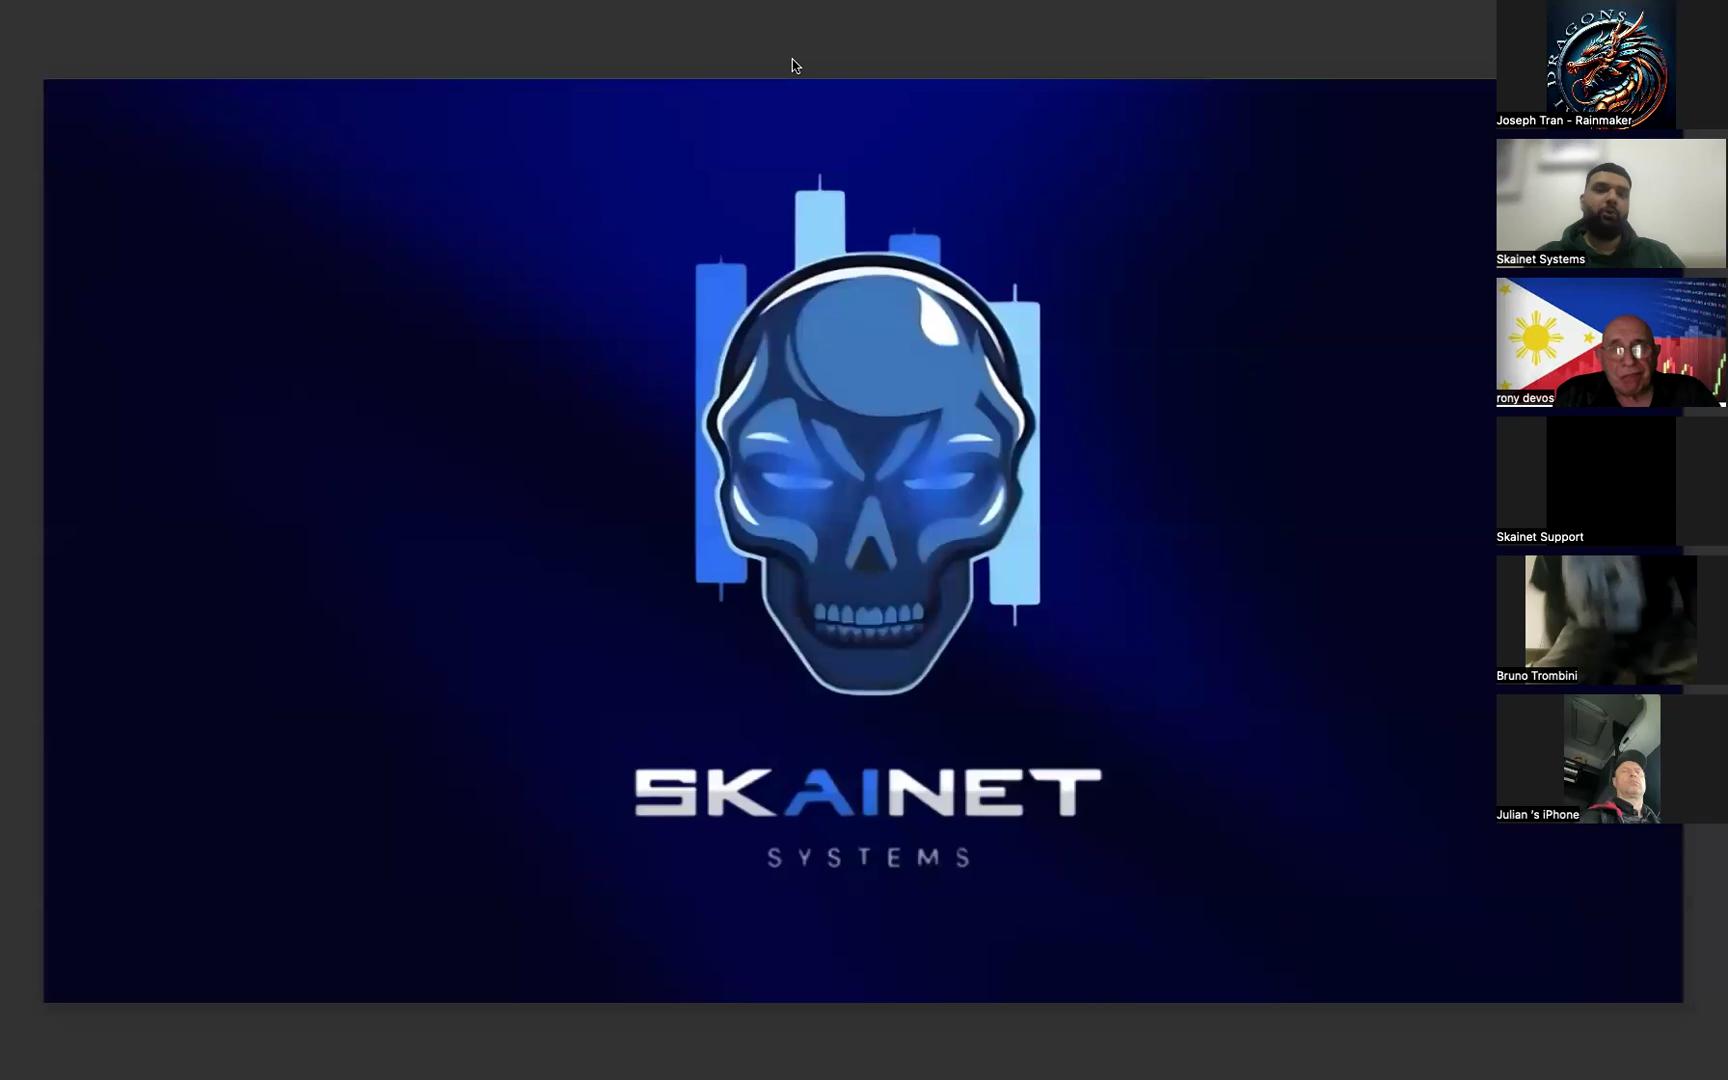 SKAINET
SYSTEMS
DRAGONS
Joseph Tran - Rainmaker
Skainet Systems
rony devos
Skainet Support
Bruno Trombini
Julian 's iPhone